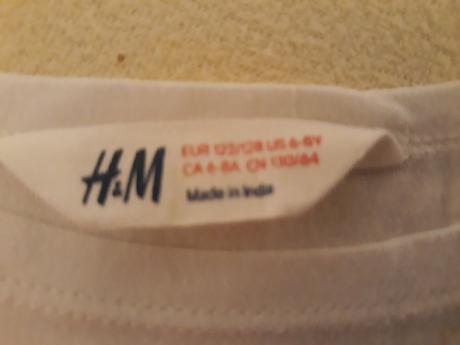 H&M
EUR 122/128 US 6-8Y
CA 6-8A CN 130/64
Made in India